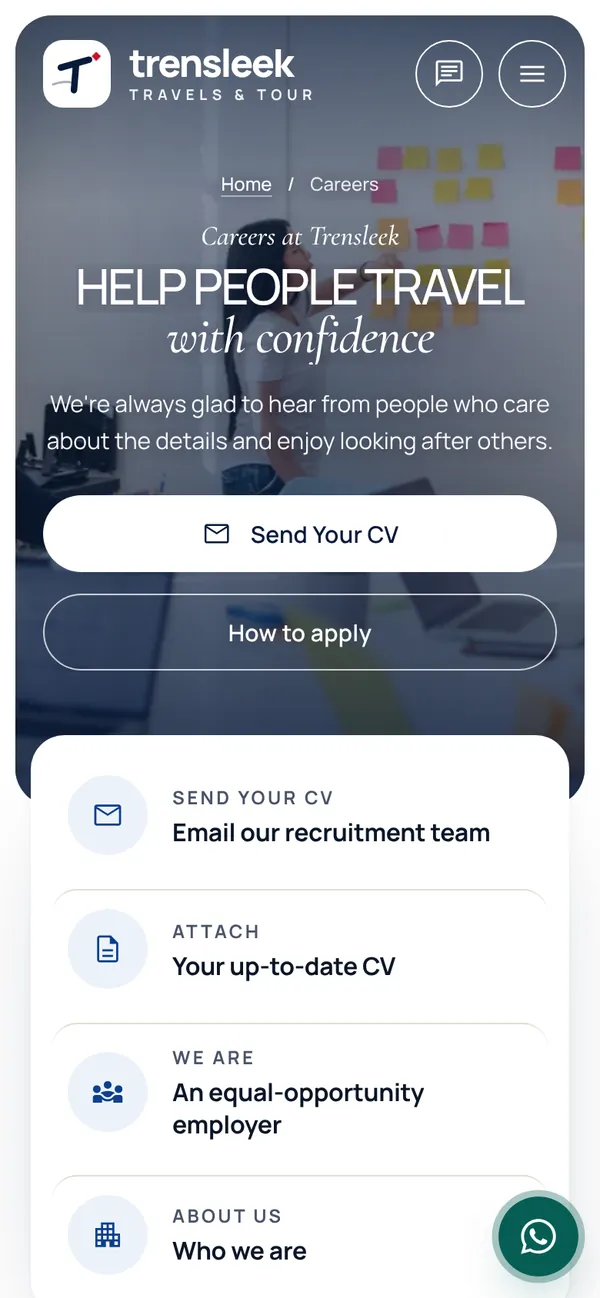 trensleek
TRAVELS & TOUR
Home / Careers
Careers at Trensleek
HELP PEOPLE TRAVEL
with confidence
We're always glad to hear from people who care
about the details and enjoy looking after others.
Send Your CV
How to apply
SEND YOUR CV
Email our recruitment team
ATTACH
Your up-to-date CV
WE ARE
An equal-opportunity
employer
ABOUT US
Who we are